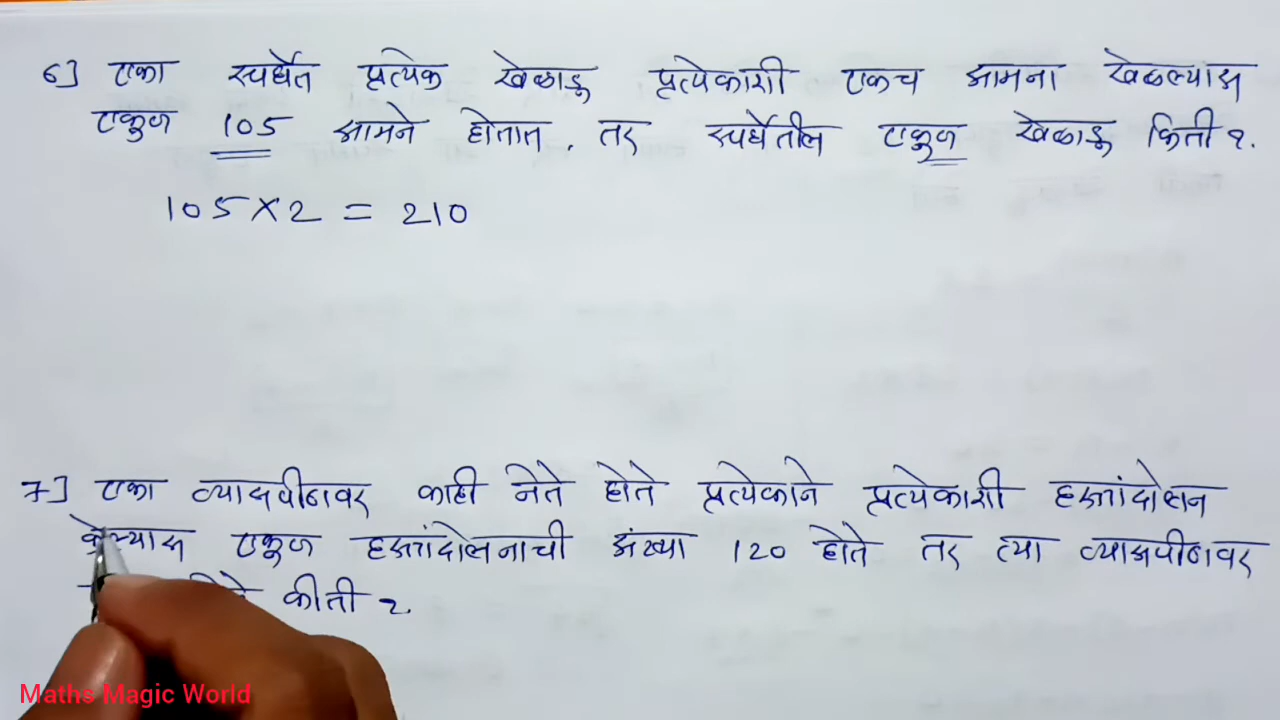 6] एका स्पर्धेत प्रत्येक खेळाडू प्रत्येकाशी एकच सामना खेळल्यास
एकुण 105 सामने होतात. तर स्पर्धेतील एकूण खेळाडू किती ?.
105 × 2 = 210
7] एका व्यासपीठावर काही नेते होते प्रत्येकाने प्रत्येकाशी हस्तांदोलन
केल्यास एकूण हस्तांदोलनाची संख्या 120 होते तर त्या व्यासपीठावर
कीती ?
Maths Magic World